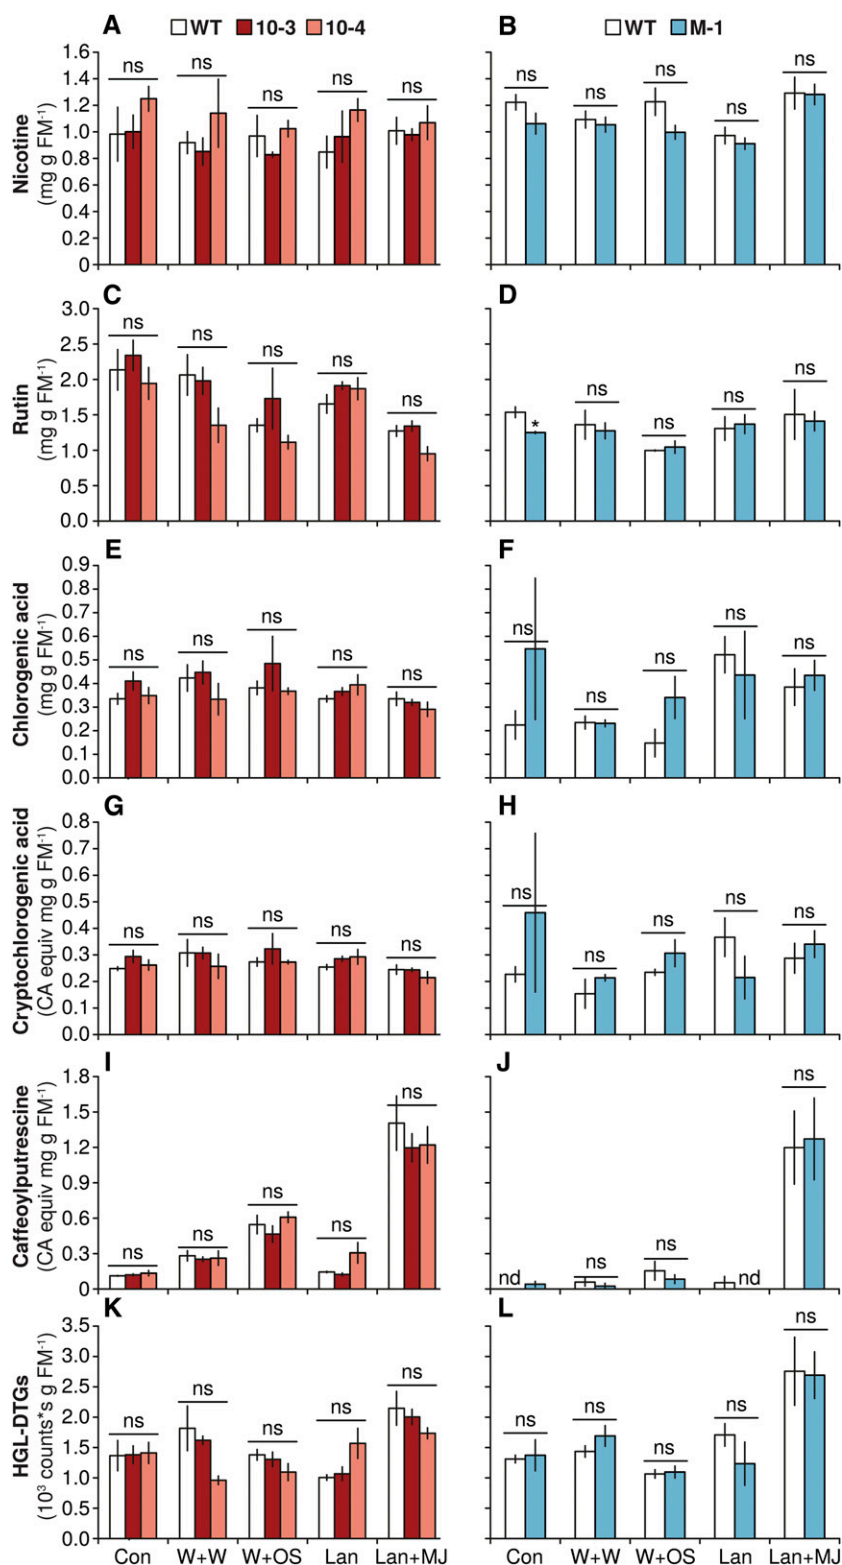 A WT 10-3 10-4
B WT M-1
Nicotine
(mg g FM-1)
1.6
1.4
1.2
1.0
0.8
0.6
0.4
0.2
0
ns ns ns ns ns
ns ns ns ns ns
C
D
Rutin
(mg g FM-1)
3.0
2.5
2.0
1.5
1.0
0.5
0.0
ns ns ns ns ns
* ns ns ns ns
E
F
Chlorogenic acid
(mg g FM-1)
0.9
0.8
0.7
0.6
0.5
0.4
0.3
0.2
0.1
0.0
ns ns ns ns ns
ns ns ns ns ns
G
H
Cryptochlorogenic acid
(CA equiv mg g FM-1)
0.8
0.7
0.6
0.5
0.4
0.3
0.2
0.1
0.0
ns ns ns ns ns
ns ns ns ns ns
I
J
Caffeoylputrescine
(CA equiv mg g FM-1)
1.8
1.5
1.2
0.9
0.6
0.3
0
ns ns ns ns ns
nd ns ns nd ns
K
L
HGL-DTGs
(10³ counts*s g FM-1)
3.5
3.0
2.5
2.0
1.5
1.0
0.5
0.0
ns ns ns ns ns
ns ns ns ns ns
Con W+W W+OS Lan Lan+MJ
Con W+W W+OS Lan Lan+MJ